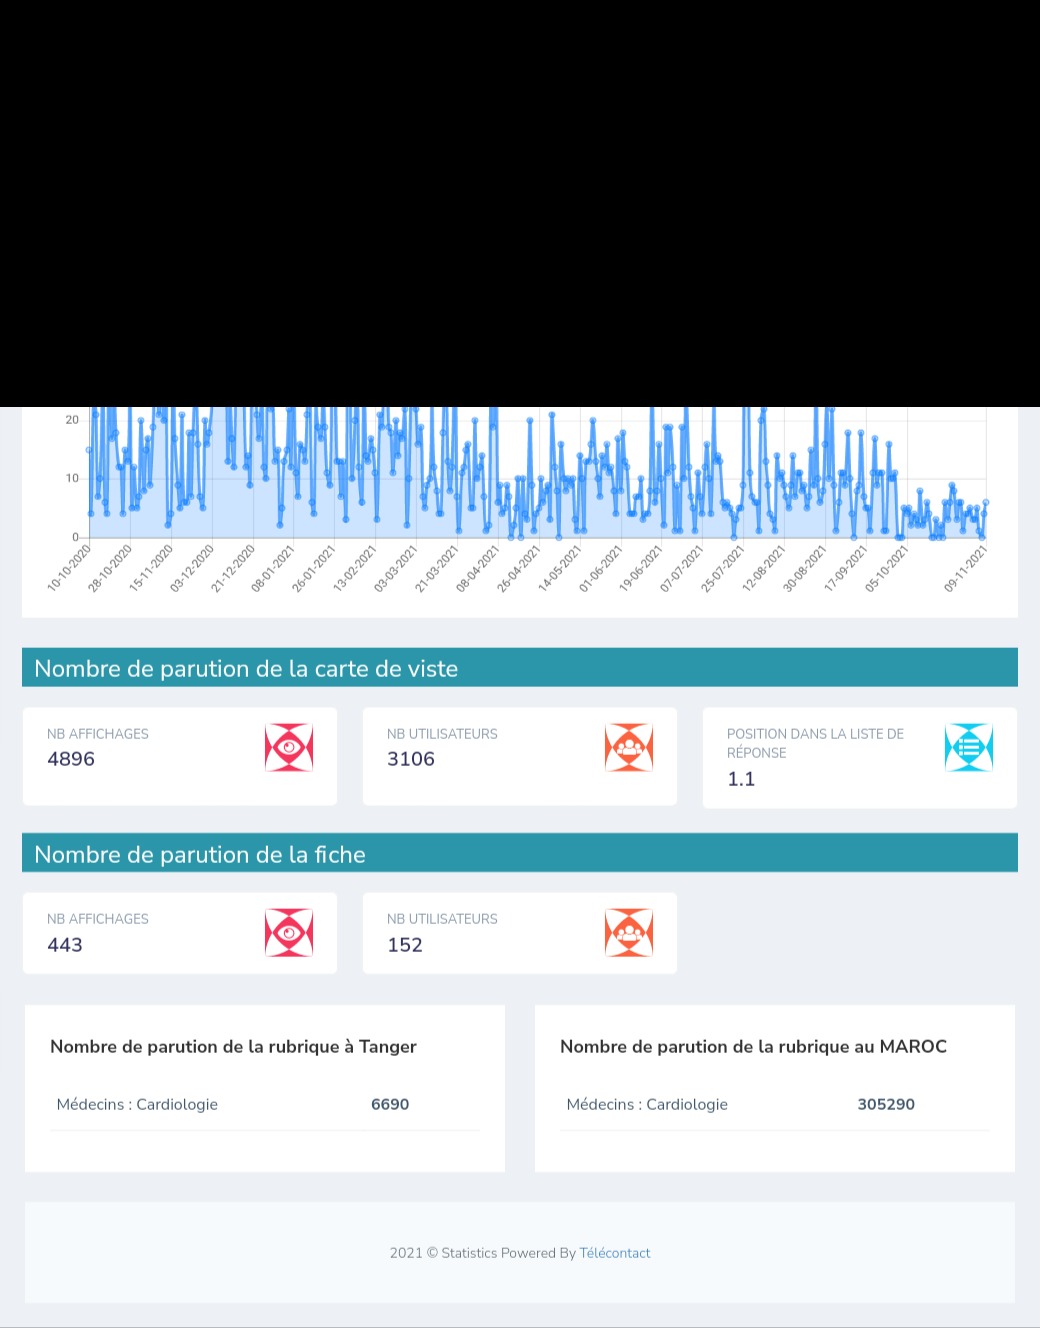 20
10
0
10-10-2020
28-10-2020
15-11-2020
03-12-2020
21-12-2020
08-01-2021
26-01-2021
13-02-2021
03-03-2021
21-03-2021
08-04-2021
26-04-2021
14-05-2021
01-06-2021
19-06-2021
07-07-2021
25-07-2021
12-08-2021
30-08-2021
17-09-2021
05-10-2021
09-11-2021
Nombre de parution de la carte de viste
NB AFFICHAGES
4896
NB UTILISATEURS
3106
POSITION DANS LA LISTE DE
RÉPONSE
1.1
Nombre de parution de la fiche
NB AFFICHAGES
443
NB UTILISATEURS
152
Nombre de parution de la rubrique à Tanger
Médecins : Cardiologie 6690
Nombre de parution de la rubrique au MAROC
Médecins : Cardiologie 305290
2021 © Statistics Powered By Télécontact